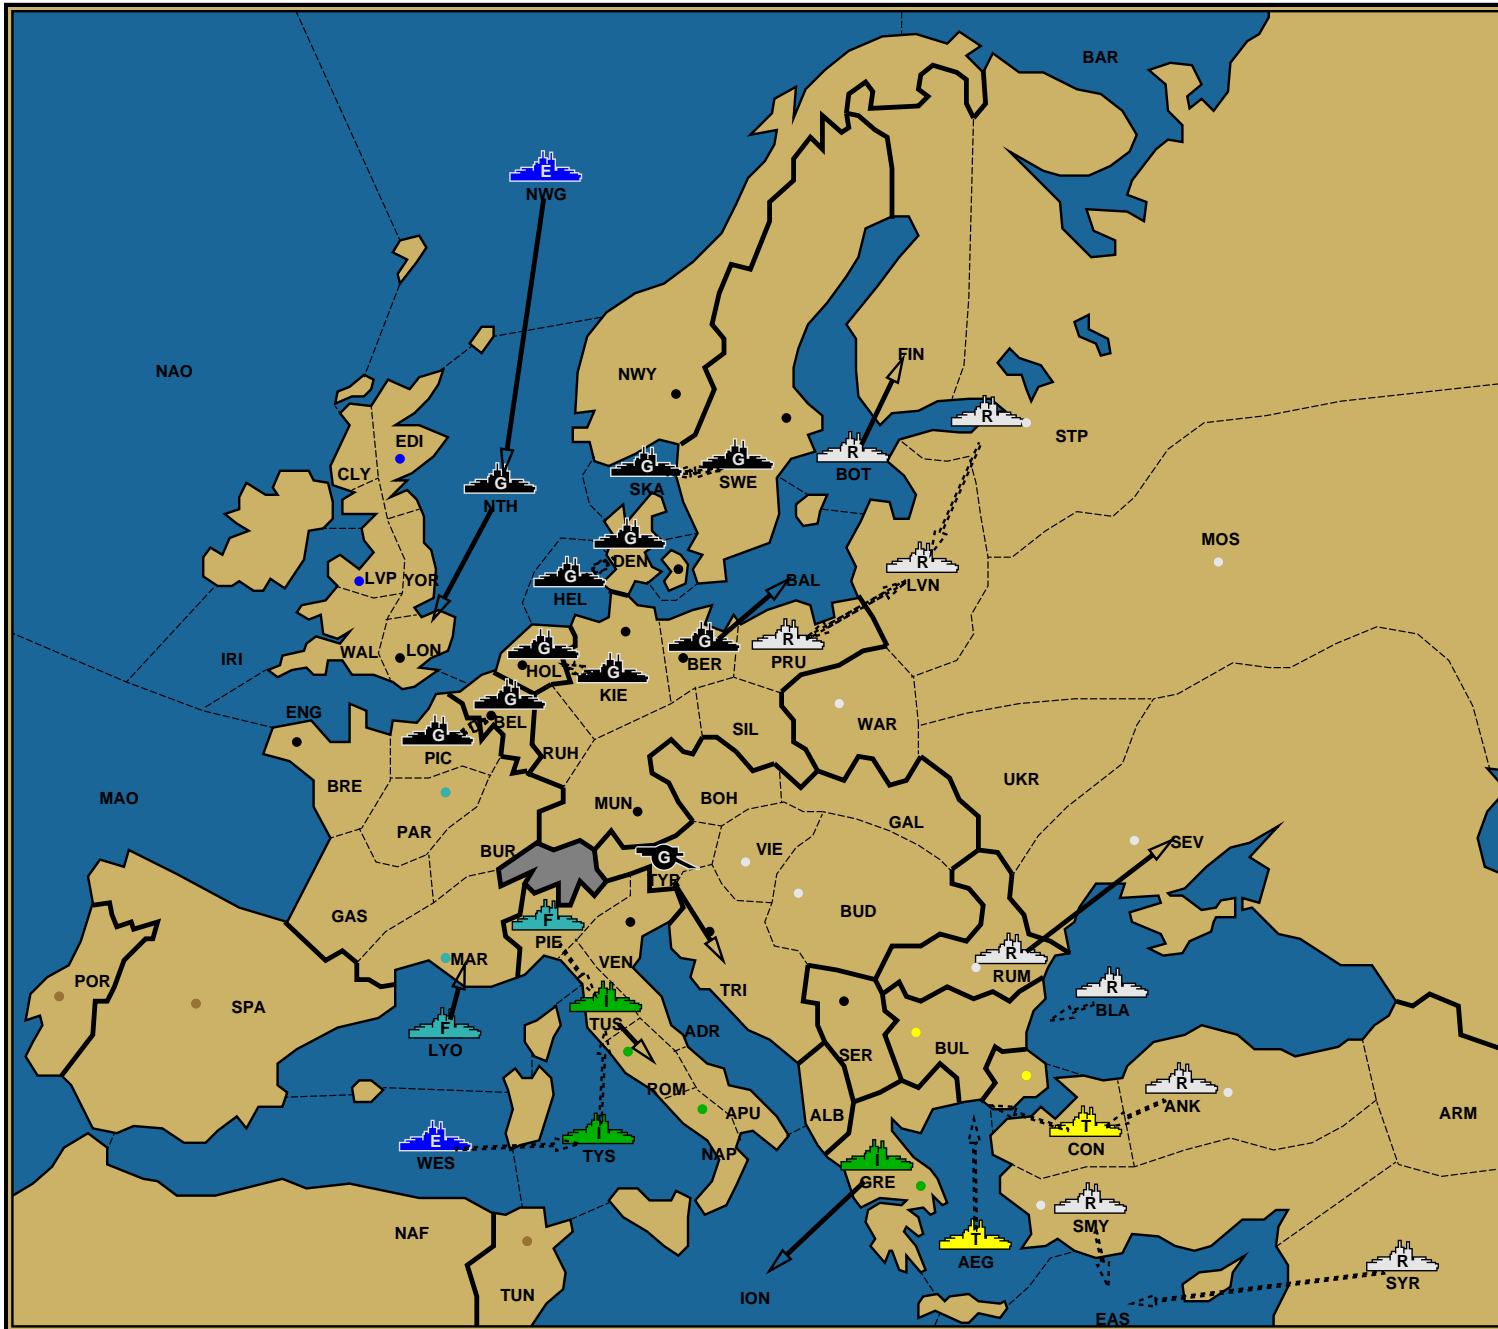 BAR
E
NWG
NAO
FIN
NWY
R
STP
EDI
CLY
G
SKA
G
SWE
R
BOT
G
NTH
MOS
G
DEN
R
LVN
LVP
YOR
G
HEL
BAL
IRI
WAL
LON
G
HOL
G
KIE
G
BER
R
PRU
ENG
G
BEL
G
PIC
RUH
SIL
WAR
UKR
MAO
BRE
PAR
MUN
BOH
GAL
BUR
VIE
G
TYR
SEV
GAS
F
PIE
BUD
MAR
VEN
R
RUM
POR
SPA
I
TUS
TRI
R
BLA
F
LYO
ADR
SER
BUL
ROM
APU
ALB
R
ANK
ARM
E
WES
I
TYS
NAP
T
CON
I
GRE
R
SMY
NAF
T
AEG
R
SYR
TUN
ION
EAS